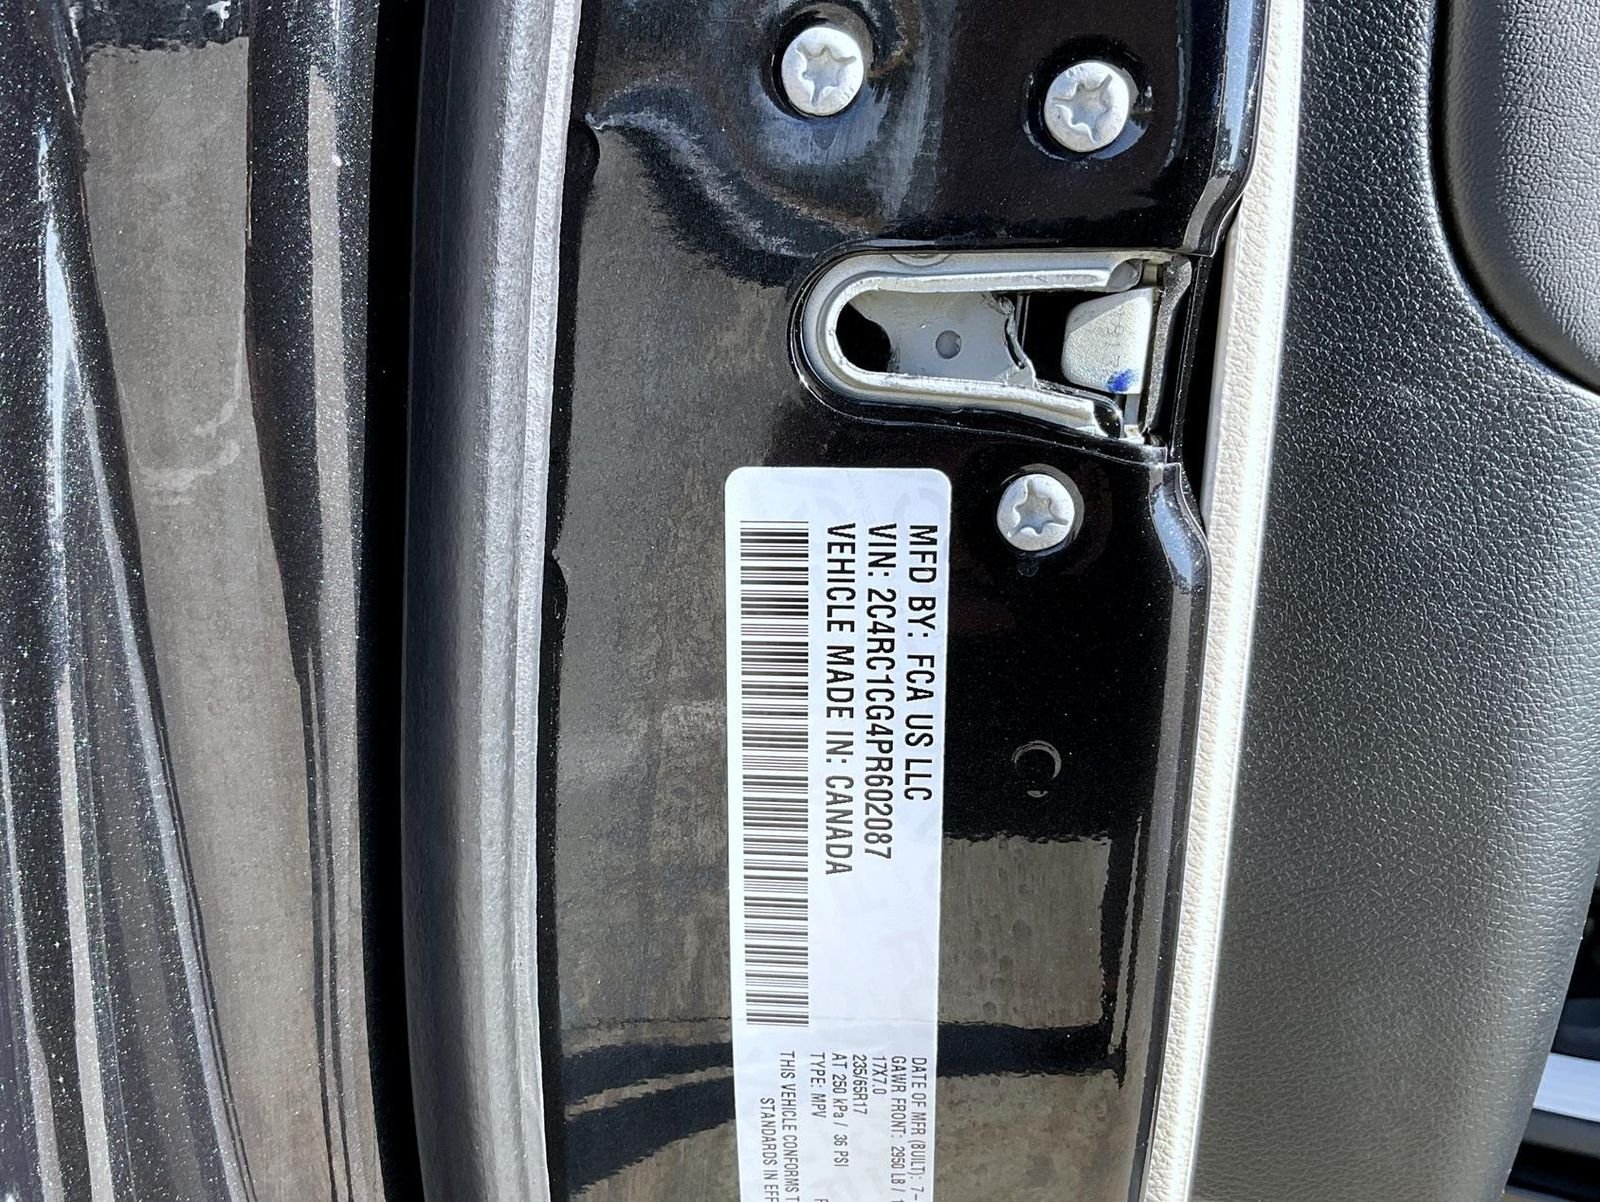 MFD BY: FCA US LLC
VIN: 2C4RC1CG4PR602087
VEHICLE MADE IN: CANADA
DATE OF MFR (BUILT): 7-
GAWR FRONT: 2950 LB /
17X7.0
235/65R17
AT 250 kPa / 36 PSI
TYPE: MPV
THIS VEHICLE CONFORMS
STANDARDS IN